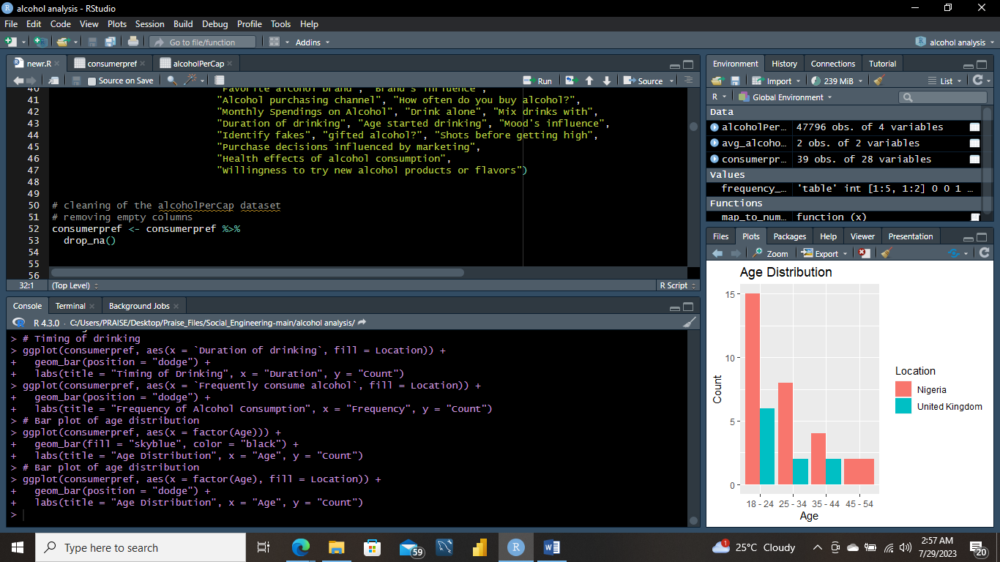 alcohol analysis - RStudio
File Edit Code View Plots Session Build Debug Profile Tools Help
Go to file/function Addins alcohol analysis
newr.R consumerpref alcoholPerCap
Source on Save Run Source
40 "Favorite alcohol brand", "Brand's influence",
41 "Alcohol purchasing channel", "How often do you buy alcohol?",
42 "Monthly Spendings on Alcohol", "Drink alone", "Mix drinks with",
43 "Duration of drinking", "Age started drinking", "Mood's influence",
44 "Identify fakes", "gifted alcohol?", "Shots before getting high",
45 "Purchase decisions influenced by marketing",
46 "Health effects of alcohol consumption",
47 "Willingness to try new alcohol products or flavors")
48
49
50 # cleaning of the alcoholPerCap dataset
51 # removing empty columns
52 consumerpref <- consumerpref %>%
53 drop_na()
54
55
56
32:1 (Top Level) R Script
Console Terminal Background Jobs
R 4.3.0 · C:/Users/PRAISE/Desktop/Praise_Files/Social_Engineering-main/alcohol analysis/
> # Timing of drinking
> ggplot(consumerpref, aes(x = `Duration of drinking`, fill = Location)) +
+ geom_bar(position = "dodge") +
+ labs(title = "Timing of Drinking", x = "Duration", y = "Count")
> ggplot(consumerpref, aes(x = `Frequently consume alcohol`, fill = Location)) +
+ geom_bar(position = "dodge") +
+ labs(title = "Frequency of Alcohol Consumption", x = "Frequency", y = "Count")
> # Bar plot of age distribution
> ggplot(consumerpref, aes(x = factor(Age))) +
+ geom_bar(fill = "skyblue", color = "black") +
+ labs(title = "Age Distribution", x = "Age", y = "Count")
> # Bar plot of age distribution
> ggplot(consumerpref, aes(x = factor(Age), fill = Location)) +
+ geom_bar(position = "dodge") +
+ labs(title = "Age Distribution", x = "Age", y = "Count")
>
Environment History Connections Tutorial
Import 239 MiB List
R Global Environment
Data
alcoholPer… 47796 obs. of 4 variables
avg_alcoho… 2 obs. of 2 variables
consumerpr… 39 obs. of 28 variables
Values
frequency_… 'table' int [1:5, 1:2] 0 0 1 …
Functions
map_to_num… function (x)
Files Plots Packages Help Viewer Presentation
Zoom Export
Age Distribution
15
10
5
0
Count
18 - 24 25 - 34 35 - 44 45 - 54
Age
Location
Nigeria
United Kingdom
Type here to search
59
R
W
1
25°C Cloudy
2:57 AM
7/29/2023
20